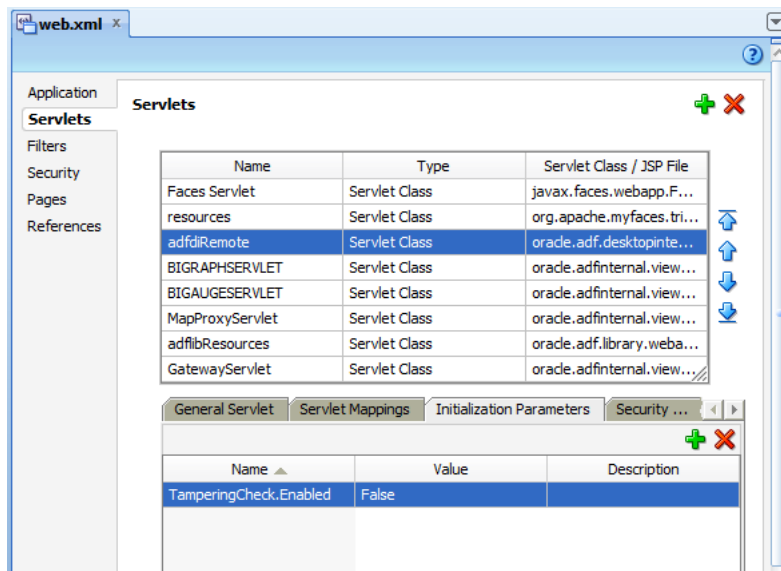 web.xml x
?
Application
Servlets
Filters
Security
Pages
References
Servlets
Name Type Servlet Class / JSP File
Faces Servlet Servlet Class javax.faces.webapp.F...
resources Servlet Class org.apache.myfaces.tri...
adfdiRemote Servlet Class oracle.adf.desktopinte...
BIGRAPHSERVLET Servlet Class oracle.adfinternal.view...
BIGAUGESERVLET Servlet Class oracle.adfinternal.view...
MapProxyServlet Servlet Class oracle.adfinternal.view...
adflibResources Servlet Class oracle.adf.library.weba...
GatewayServlet Servlet Class oracle.adfinternal.view...
General Servlet Servlet Mappings Initialization Parameters Security ...
Name Value Description
TamperingCheck.Enabled False